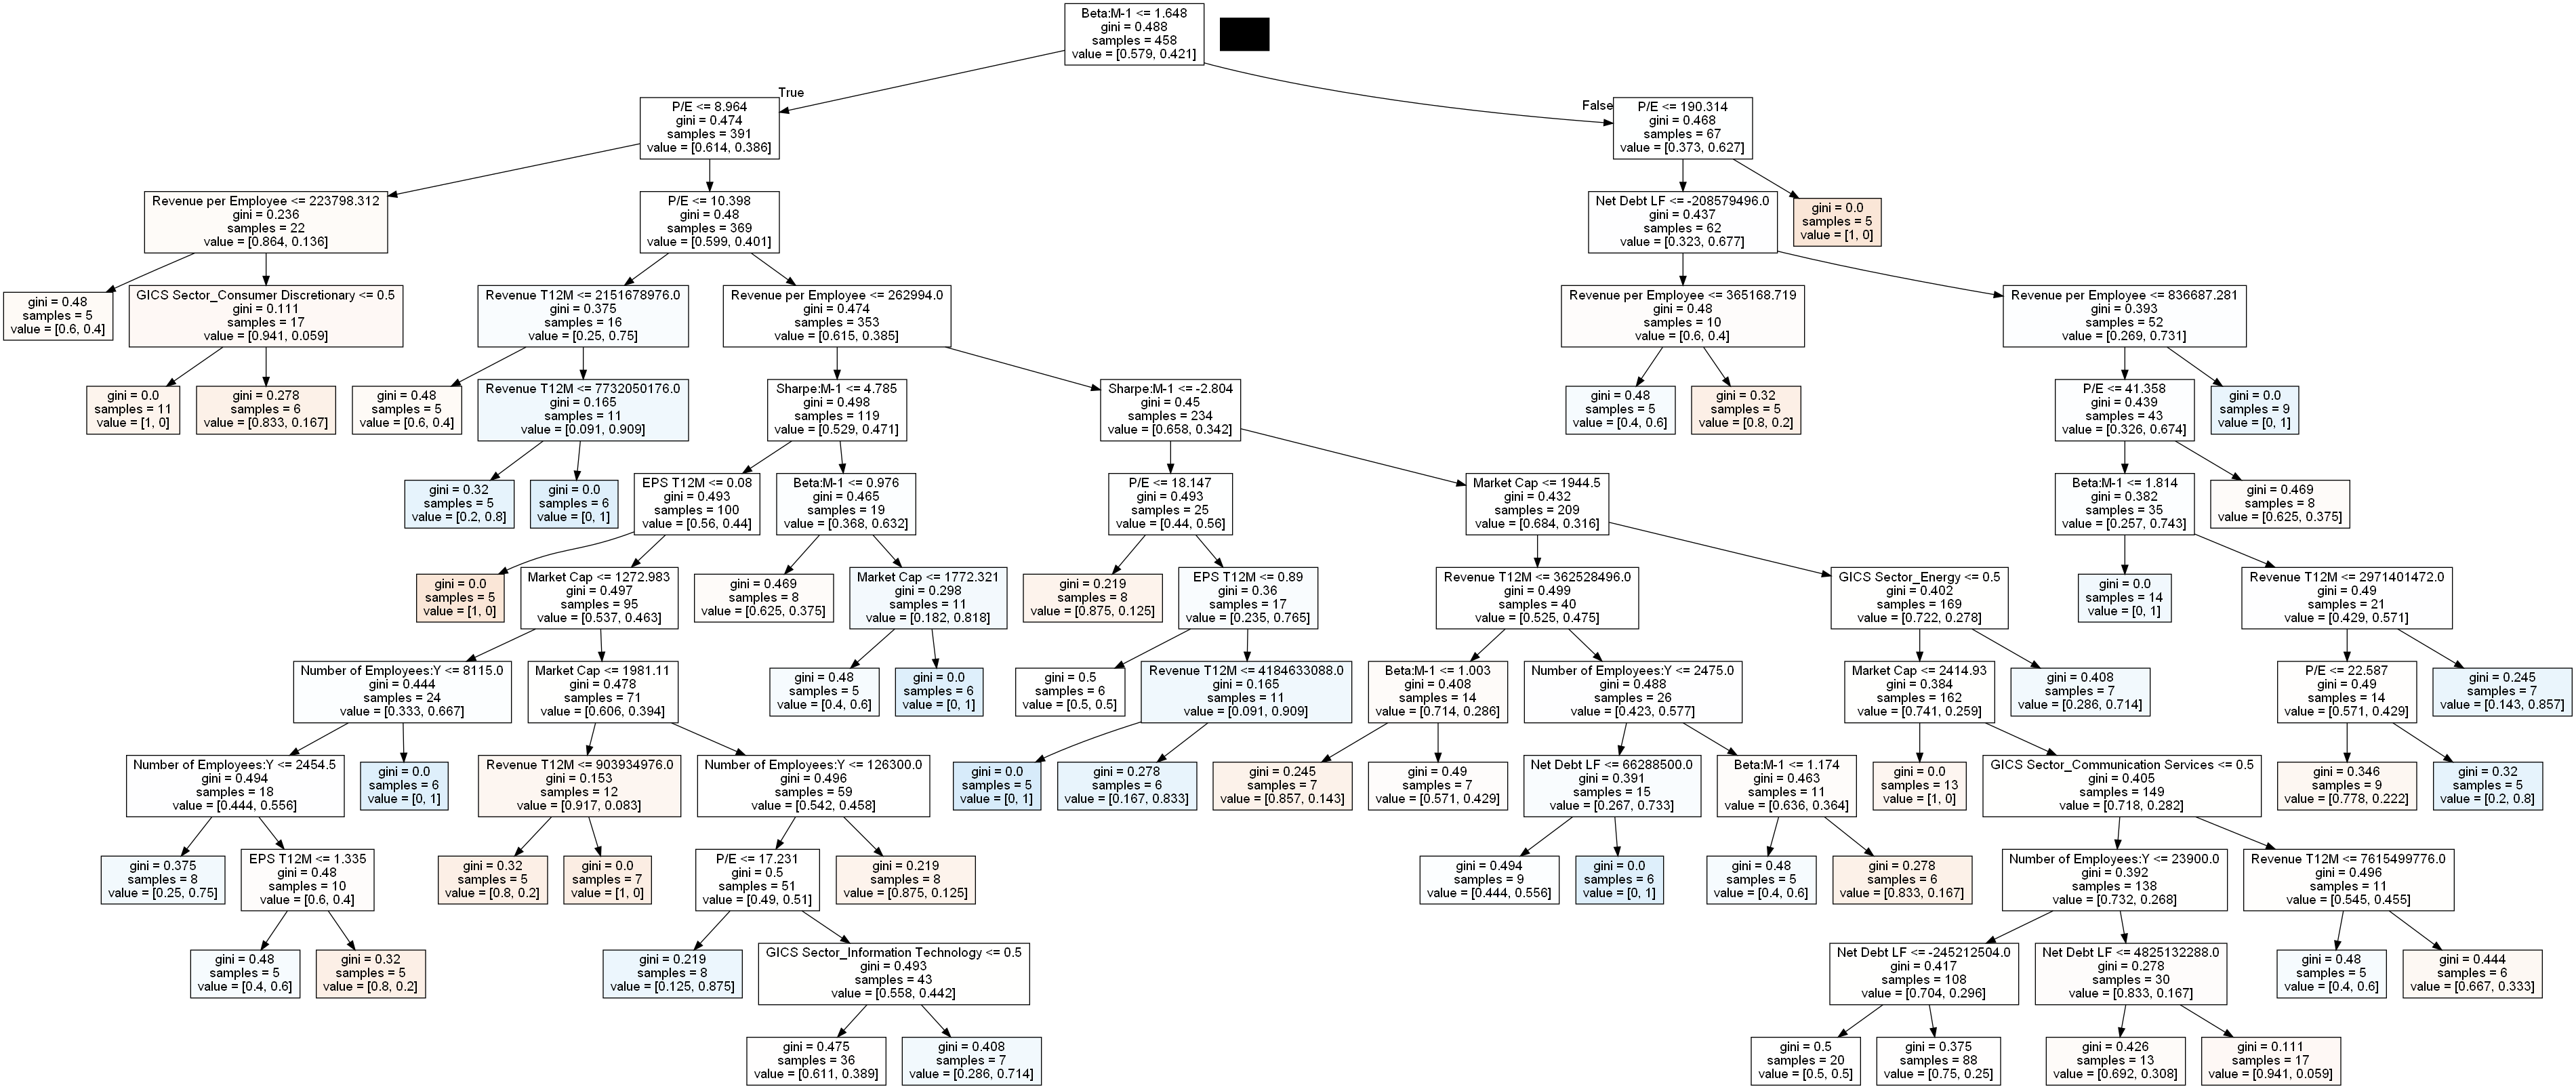 Beta:M-1 <= 1.648
gini = 0.488
samples = 458
value = [0.579, 0.421]
True
False
P/E <= 8.964
gini = 0.474
samples = 391
value = [0.614, 0.386]
P/E <= 190.314
gini = 0.468
samples = 67
value = [0.373, 0.627]
Revenue per Employee <= 223798.312
gini = 0.236
samples = 22
value = [0.864, 0.136]
P/E <= 10.398
gini = 0.48
samples = 369
value = [0.599, 0.401]
Net Debt LF <= -208579496.0
gini = 0.437
samples = 62
value = [0.323, 0.677]
gini = 0.0
samples = 5
value = [1, 0]
gini = 0.48
samples = 5
value = [0.6, 0.4]
GICS Sector_Consumer Discretionary <= 0.5
gini = 0.111
samples = 17
value = [0.941, 0.059]
Revenue T12M <= 2151678976.0
gini = 0.375
samples = 16
value = [0.25, 0.75]
Revenue per Employee <= 262994.0
gini = 0.474
samples = 353
value = [0.615, 0.385]
Revenue per Employee <= 365168.719
gini = 0.48
samples = 10
value = [0.6, 0.4]
Revenue per Employee <= 836687.281
gini = 0.393
samples = 52
value = [0.269, 0.731]
gini = 0.0
samples = 11
value = [1, 0]
gini = 0.278
samples = 6
value = [0.833, 0.167]
gini = 0.48
samples = 5
value = [0.6, 0.4]
Revenue T12M <= 7732050176.0
gini = 0.165
samples = 11
value = [0.091, 0.909]
Sharpe:M-1 <= 4.785
gini = 0.498
samples = 119
value = [0.529, 0.471]
Sharpe:M-1 <= -2.804
gini = 0.45
samples = 234
value = [0.658, 0.342]
gini = 0.48
samples = 5
value = [0.4, 0.6]
gini = 0.32
samples = 5
value = [0.8, 0.2]
P/E <= 41.358
gini = 0.439
samples = 43
value = [0.326, 0.674]
gini = 0.0
samples = 9
value = [0, 1]
gini = 0.32
samples = 5
value = [0.2, 0.8]
gini = 0.0
samples = 6
value = [0, 1]
EPS T12M <= 0.08
gini = 0.493
samples = 100
value = [0.56, 0.44]
Beta:M-1 <= 0.976
gini = 0.465
samples = 19
value = [0.368, 0.632]
P/E <= 18.147
gini = 0.493
samples = 25
value = [0.44, 0.56]
Market Cap <= 1944.5
gini = 0.432
samples = 209
value = [0.684, 0.316]
Beta:M-1 <= 1.814
gini = 0.382
samples = 35
value = [0.257, 0.743]
gini = 0.469
samples = 8
value = [0.625, 0.375]
gini = 0.0
samples = 5
value = [1, 0]
Market Cap <= 1272.983
gini = 0.497
samples = 95
value = [0.537, 0.463]
gini = 0.469
samples = 8
value = [0.625, 0.375]
Market Cap <= 1772.321
gini = 0.298
samples = 11
value = [0.182, 0.818]
gini = 0.219
samples = 8
value = [0.875, 0.125]
EPS T12M <= 0.89
gini = 0.36
samples = 17
value = [0.235, 0.765]
Revenue T12M <= 362528496.0
gini = 0.499
samples = 40
value = [0.525, 0.475]
GICS Sector_Energy <= 0.5
gini = 0.402
samples = 169
value = [0.722, 0.278]
gini = 0.0
samples = 14
value = [0, 1]
Revenue T12M <= 2971401472.0
gini = 0.49
samples = 21
value = [0.429, 0.571]
Number of Employees:Y <= 8115.0
gini = 0.444
samples = 24
value = [0.333, 0.667]
Market Cap <= 1981.11
gini = 0.478
samples = 71
value = [0.606, 0.394]
gini = 0.48
samples = 5
value = [0.4, 0.6]
gini = 0.0
samples = 6
value = [0, 1]
gini = 0.5
samples = 6
value = [0.5, 0.5]
Revenue T12M <= 4184633088.0
gini = 0.165
samples = 11
value = [0.091, 0.909]
Beta:M-1 <= 1.003
gini = 0.408
samples = 14
value = [0.714, 0.286]
Number of Employees:Y <= 2475.0
gini = 0.488
samples = 26
value = [0.423, 0.577]
Market Cap <= 2414.93
gini = 0.384
samples = 162
value = [0.741, 0.259]
gini = 0.408
samples = 7
value = [0.286, 0.714]
P/E <= 22.587
gini = 0.49
samples = 14
value = [0.571, 0.429]
gini = 0.245
samples = 7
value = [0.143, 0.857]
Number of Employees:Y <= 2454.5
gini = 0.494
samples = 18
value = [0.444, 0.556]
gini = 0.0
samples = 6
value = [0, 1]
Revenue T12M <= 903934976.0
gini = 0.153
samples = 12
value = [0.917, 0.083]
Number of Employees:Y <= 126300.0
gini = 0.496
samples = 59
value = [0.542, 0.458]
gini = 0.0
samples = 5
value = [0, 1]
gini = 0.278
samples = 6
value = [0.167, 0.833]
gini = 0.245
samples = 7
value = [0.857, 0.143]
gini = 0.49
samples = 7
value = [0.571, 0.429]
Net Debt LF <= 66288500.0
gini = 0.391
samples = 15
value = [0.267, 0.733]
Beta:M-1 <= 1.174
gini = 0.463
samples = 11
value = [0.636, 0.364]
gini = 0.0
samples = 13
value = [1, 0]
GICS Sector_Communication Services <= 0.5
gini = 0.405
samples = 149
value = [0.718, 0.282]
gini = 0.346
samples = 9
value = [0.778, 0.222]
gini = 0.32
samples = 5
value = [0.2, 0.8]
gini = 0.375
samples = 8
value = [0.25, 0.75]
EPS T12M <= 1.335
gini = 0.48
samples = 10
value = [0.6, 0.4]
gini = 0.32
samples = 5
value = [0.8, 0.2]
gini = 0.0
samples = 7
value = [1, 0]
P/E <= 17.231
gini = 0.5
samples = 51
value = [0.49, 0.51]
gini = 0.219
samples = 8
value = [0.875, 0.125]
gini = 0.494
samples = 9
value = [0.444, 0.556]
gini = 0.0
samples = 6
value = [0, 1]
gini = 0.48
samples = 5
value = [0.4, 0.6]
gini = 0.278
samples = 6
value = [0.833, 0.167]
Number of Employees:Y <= 23900.0
gini = 0.392
samples = 138
value = [0.732, 0.268]
Revenue T12M <= 7615499776.0
gini = 0.496
samples = 11
value = [0.545, 0.455]
gini = 0.48
samples = 5
value = [0.4, 0.6]
gini = 0.32
samples = 5
value = [0.8, 0.2]
gini = 0.219
samples = 8
value = [0.125, 0.875]
GICS Sector_Information Technology <= 0.5
gini = 0.493
samples = 43
value = [0.558, 0.442]
Net Debt LF <= -245212504.0
gini = 0.417
samples = 108
value = [0.704, 0.296]
Net Debt LF <= 4825132288.0
gini = 0.278
samples = 30
value = [0.833, 0.167]
gini = 0.48
samples = 5
value = [0.4, 0.6]
gini = 0.444
samples = 6
value = [0.667, 0.333]
gini = 0.475
samples = 36
value = [0.611, 0.389]
gini = 0.408
samples = 7
value = [0.286, 0.714]
gini = 0.5
samples = 20
value = [0.5, 0.5]
gini = 0.375
samples = 88
value = [0.75, 0.25]
gini = 0.426
samples = 13
value = [0.692, 0.308]
gini = 0.111
samples = 17
value = [0.941, 0.059]